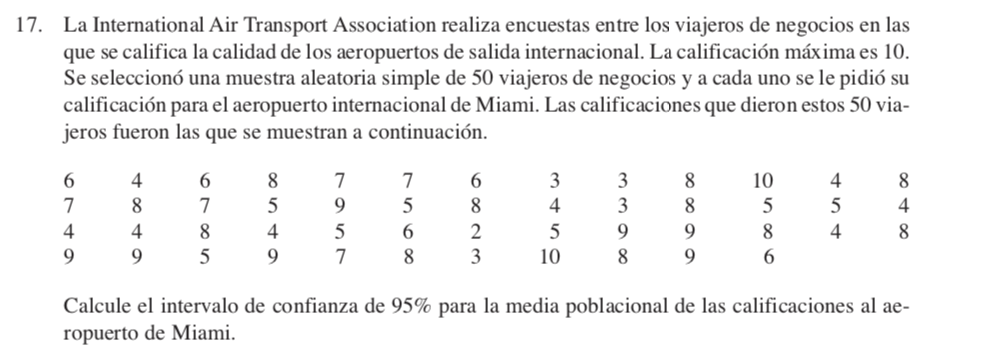 17. La International Air Transport Association realiza encuestas entre los viajeros de negocios en las
que se califica la calidad de los aeropuertos de salida internacional. La calificación máxima es 10.
Se seleccionó una muestra aleatoria simple de 50 viajeros de negocios y a cada uno se le pidió su
calificación para el aeropuerto internacional de Miami. Las calificaciones que dieron estos 50 via-
jeros fueron las que se muestran a continuación.
6 4 6 8 7 7 6 3 3 8 10 4 8
7 8 7 5 9 5 8 4 3 8 5 5 4
4 4 8 4 5 6 2 5 9 9 8 4 8
9 9 5 9 7 8 3 10 8 9 6
Calcule el intervalo de confianza de 95% para la media poblacional de las calificaciones al ae-
ropuerto de Miami.